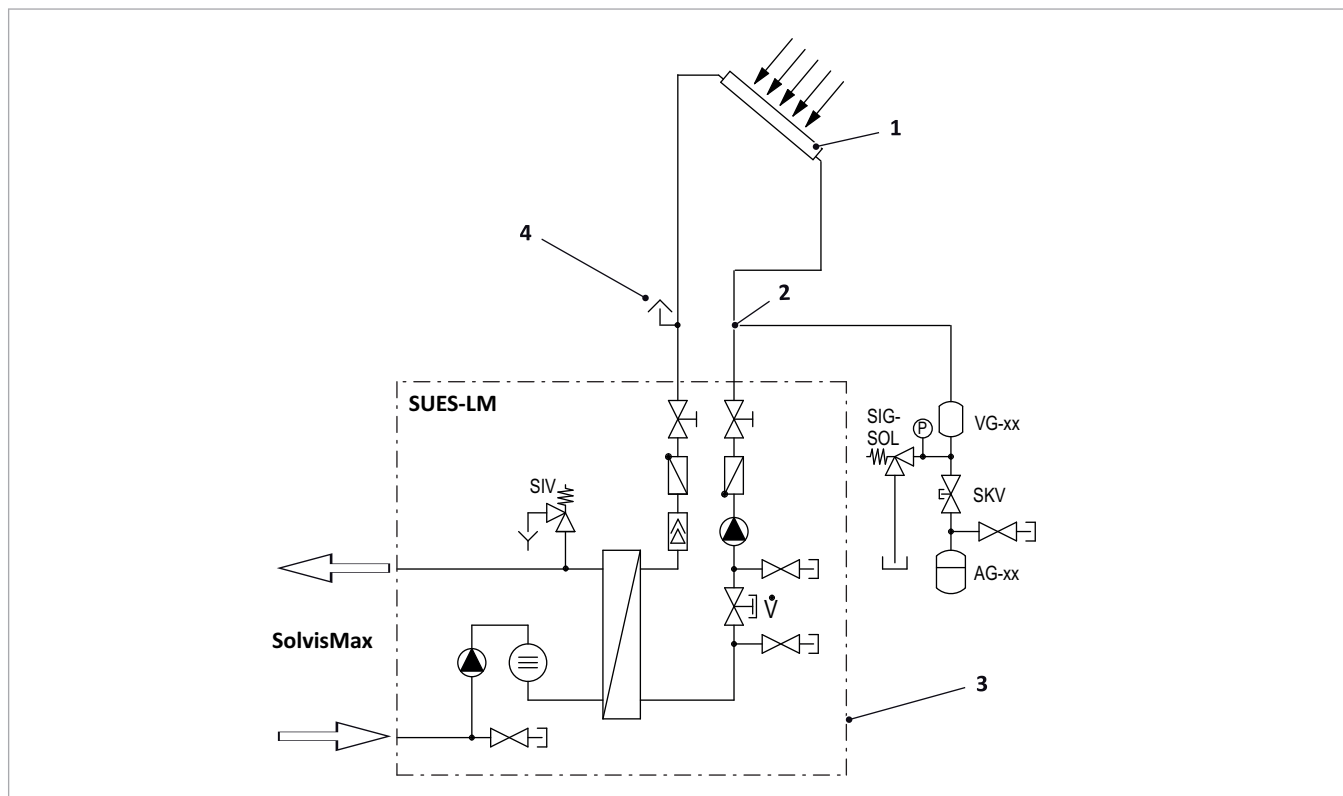 1
4
2
SUES-LM
SIG-
SOL
P
VG-xx
SIV
SKV
AG-xx
V̇
SolvisMax
3